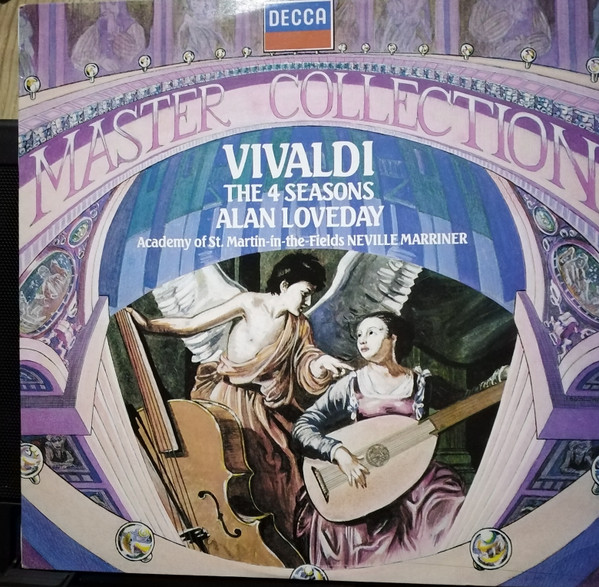 DECCA
MASTER COLLECTION
VIVALDI
THE 4 SEASONS
ALAN LOVEDAY
Academy of St. Martin-in-the-Fields NEVILLE MARRINER